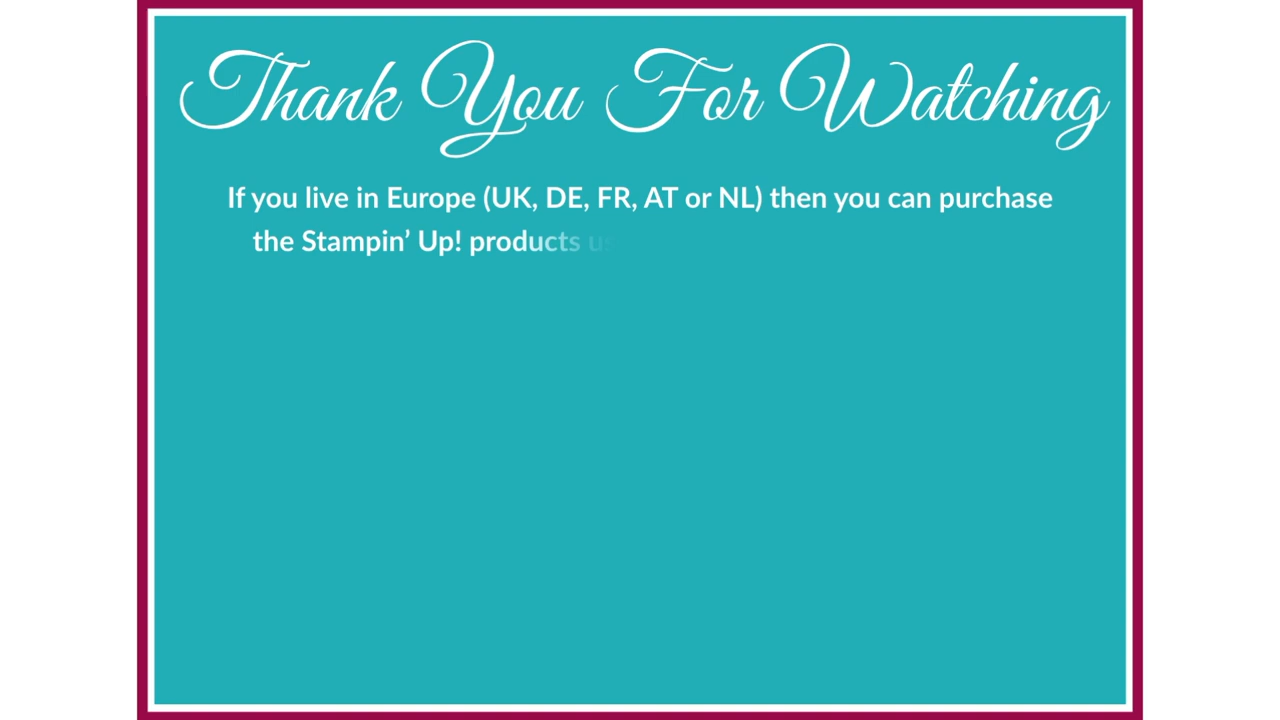 Thank You For Watching
If you live in Europe (UK, DE, FR, AT or NL) then you can purchase
the Stampin’ Up! products